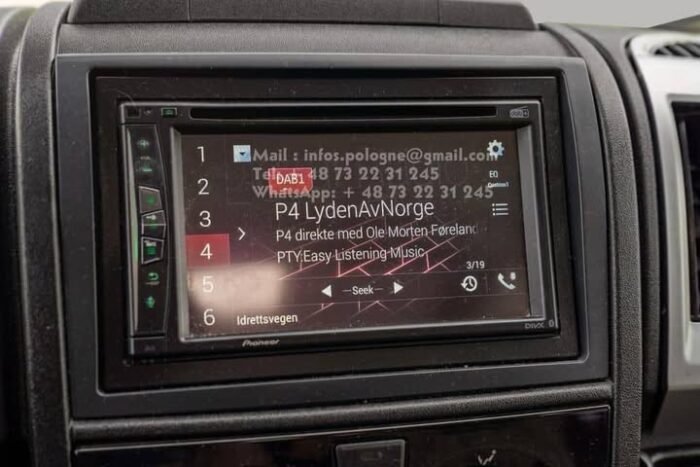 1
Mail : infos.pologne@gmail.com
2
DAB1
Tel : + 48 73 22 31 245
WhatsApp: + 48 73 22 31 245
EQ
Custom1
3
P4 LydenAvNorge
4
P4 direkte med Ole Morten Føreland
PTY:Easy Listening Music
5
3/19
Seek
6
Idrettsvegen
Pioneer
DIVX